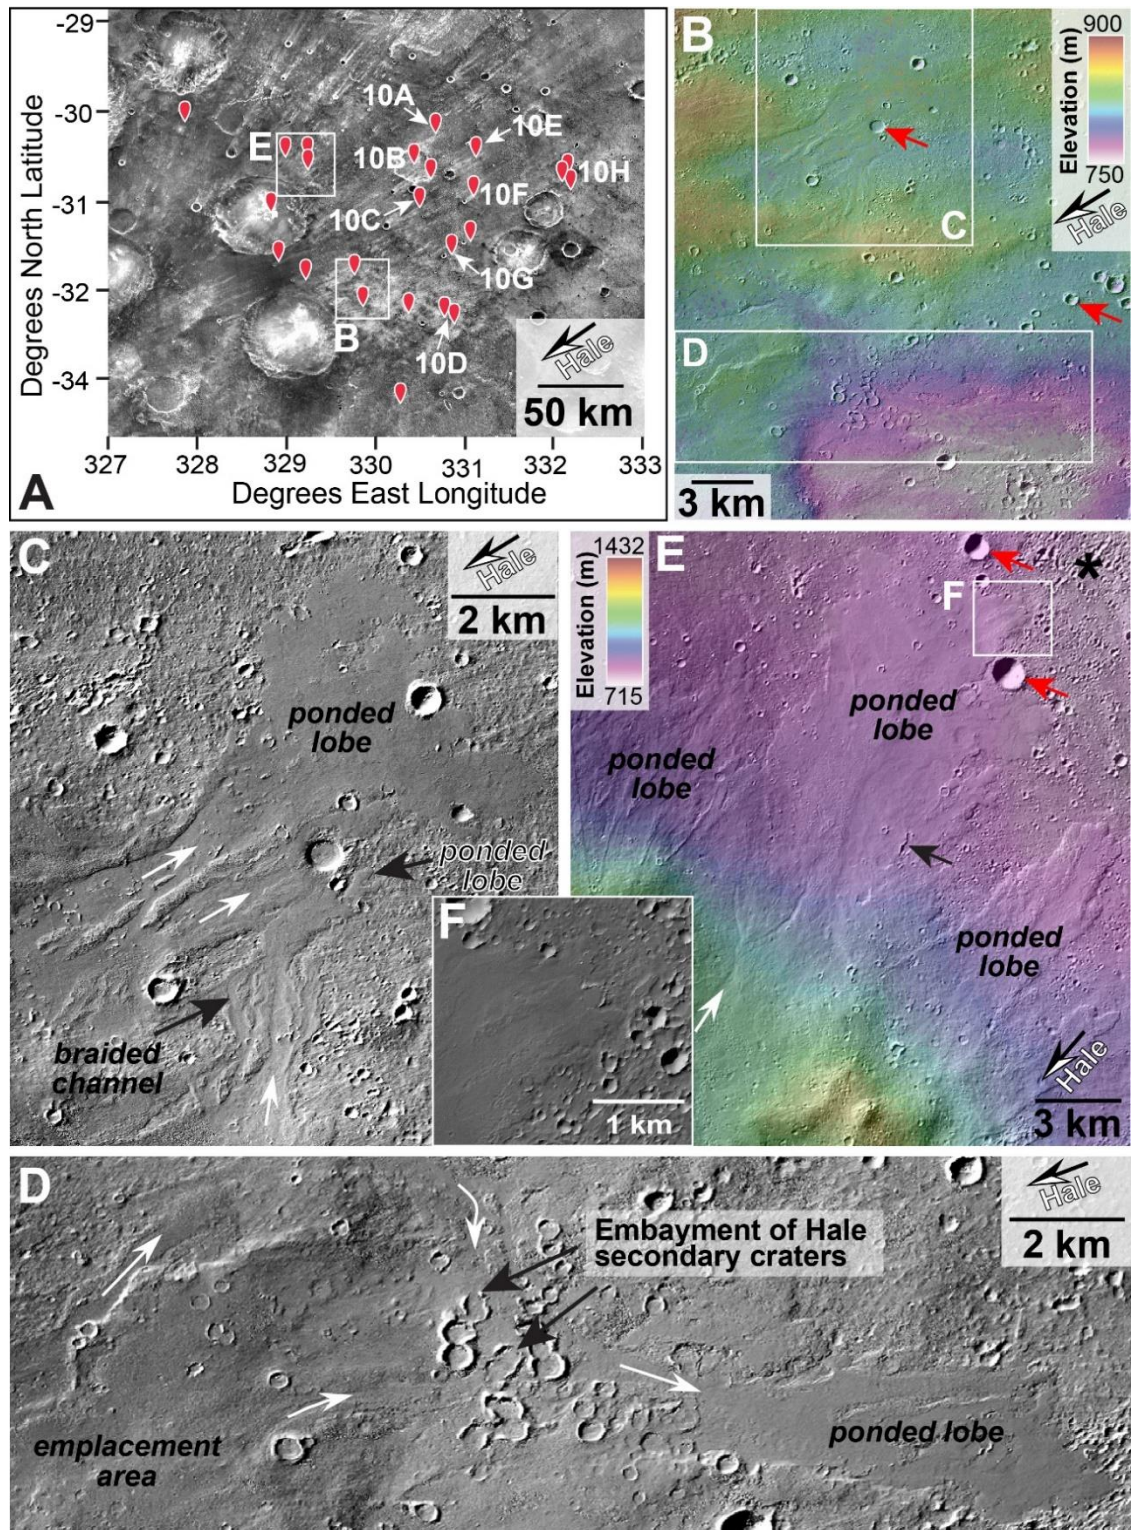 -29
-30
-31
-32
-34
Degrees North Latitude
10A
10E
E
10B
10H
10F
10C
10G
B
10D
Hale
50 km
327
328
329
330
331
332
333
A
Degrees East Longitude
B
900
Elevation (m)
750
Hale
C
D
3 km
C
Hale
2 km
ponded
lobe
ponded
lobe
braided
channel
1432
Elevation (m)
715
E
*
F
ponded
lobe
ponded
lobe
ponded
lobe
Hale
3 km
F
1 km
D
Embayment of Hale
secondary craters
Hale
2 km
emplacement
area
ponded lobe